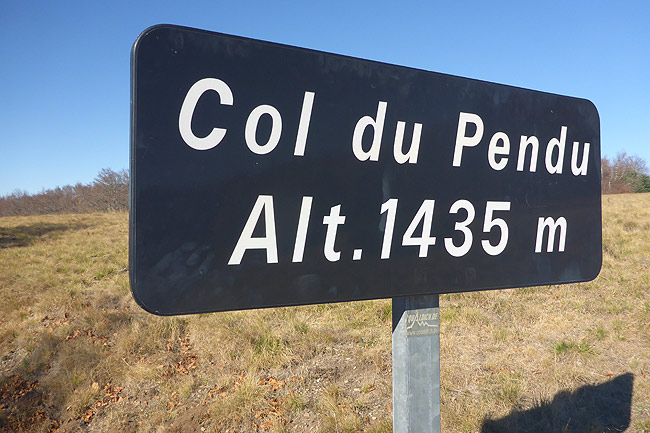 Col du Pendu
Alt. 1435 m